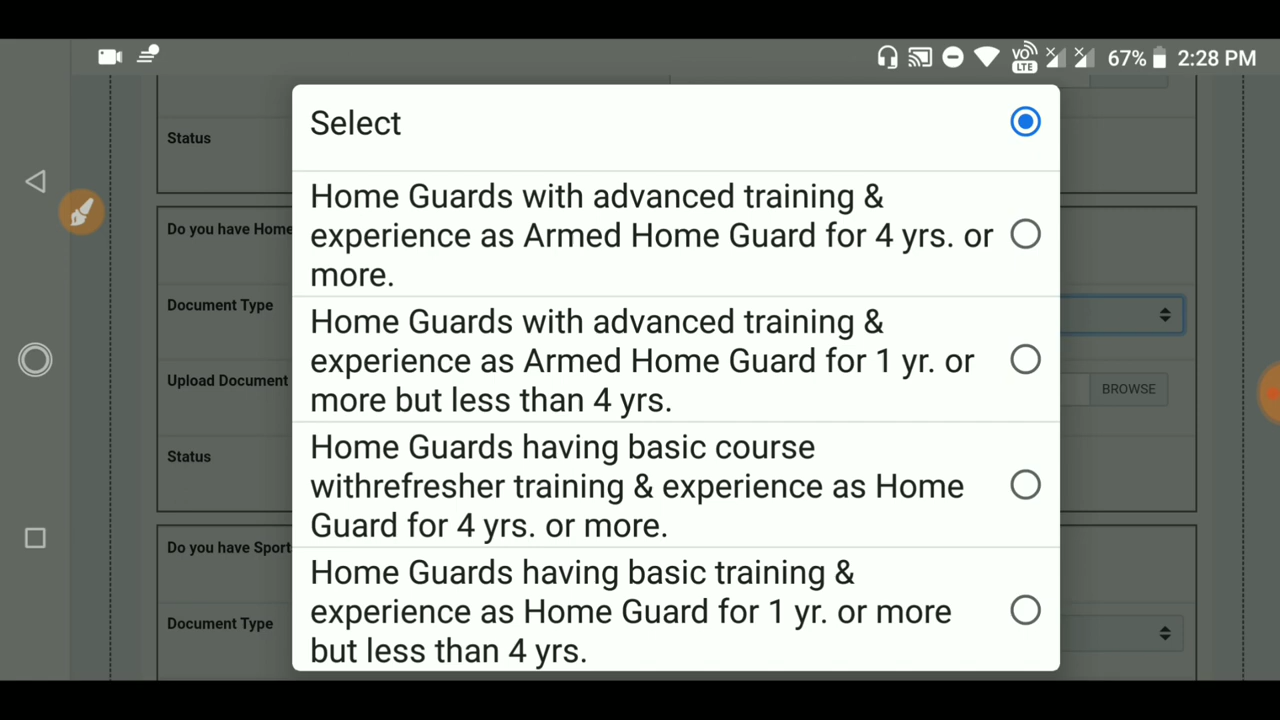 VO
LTE
67%
2:28 PM
Select
Home Guards with advanced training &
experience as Armed Home Guard for 4 yrs. or
more.
Home Guards with advanced training &
experience as Armed Home Guard for 1 yr. or
more but less than 4 yrs.
Home Guards having basic course
withrefresher training & experience as Home
Guard for 4 yrs. or more.
Home Guards having basic training &
experience as Home Guard for 1 yr. or more
but less than 4 yrs.
Status
Do you have Home
Document Type
Upload Document
BROWSE
Status
Do you have Sport
Document Type